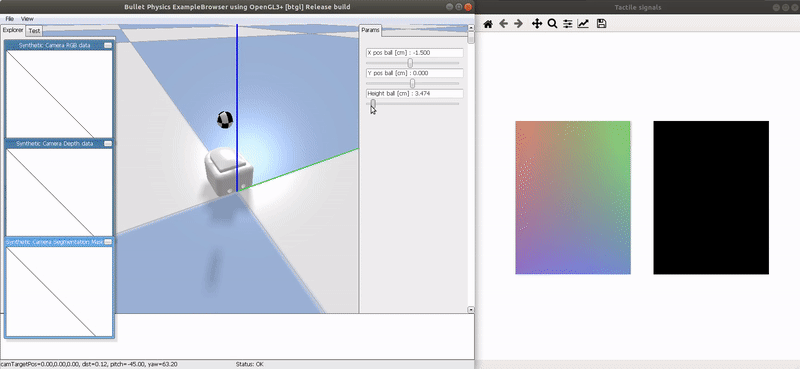 Bullet Physics ExampleBrowser using OpenGL3+ [btgl] Release build
File View
Explorer Test
Synthetic Camera RGB data
Synthetic Camera Depth data
Synthetic Camera Segmentation Mask
Params
X pos ball [cm] : -1.500
Y pos ball [cm] : 0.000
Height ball [cm] : 3.474
camTargetPos=0.00,0.00,0.00, dist=0.12, pitch=-45.00, yaw=63.20
Status: OK
Tactile signals